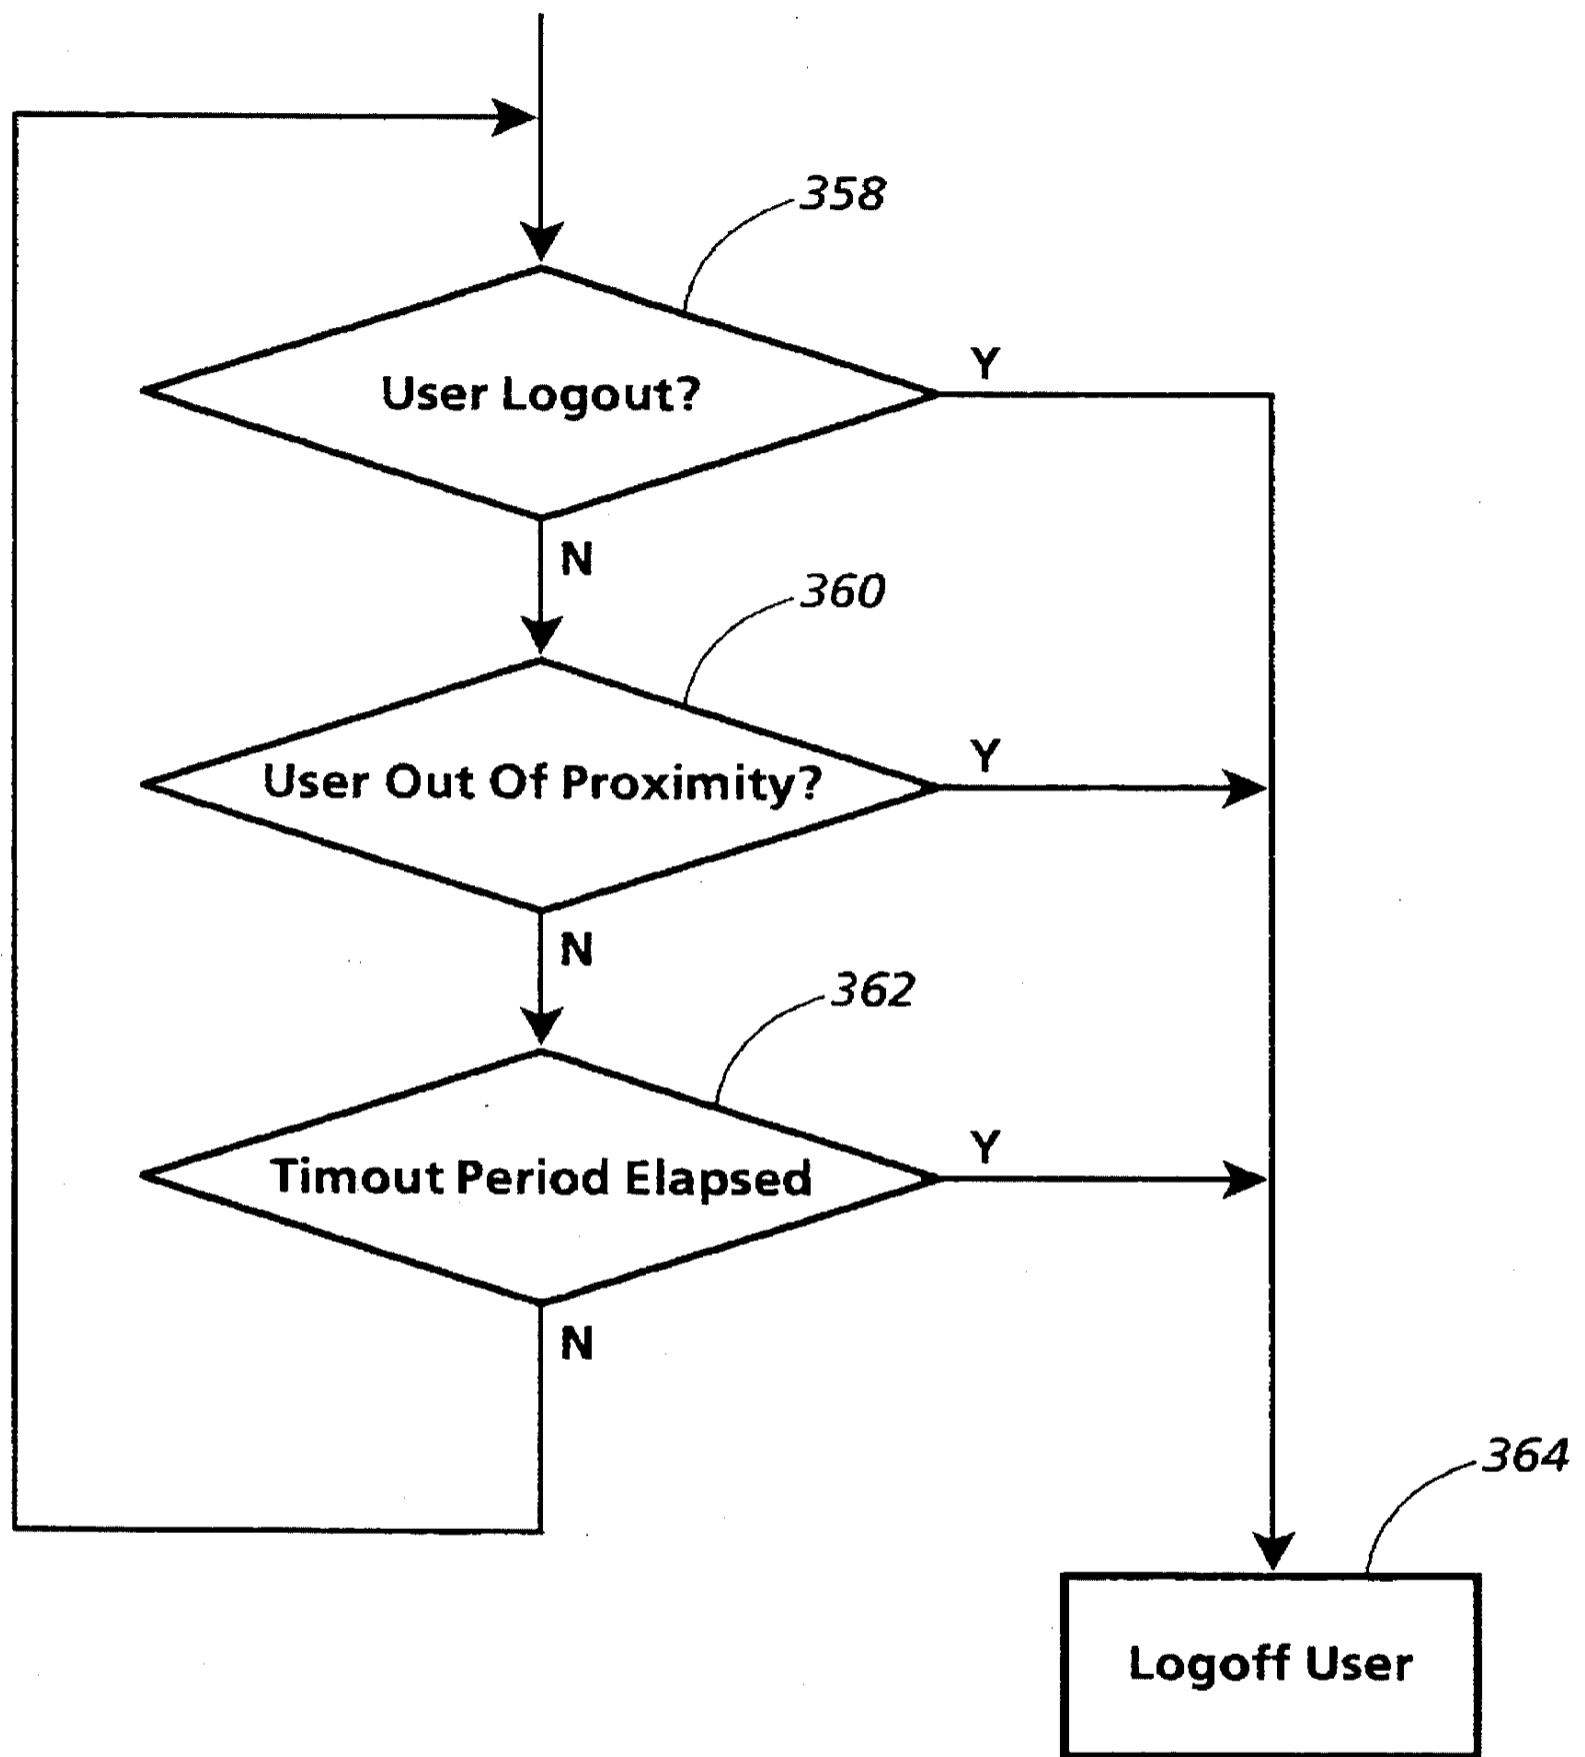 358
User Logout?
Y
N
360
User Out Of Proximity?
Y
N
362
Timout Period Elapsed
Y
N
364
Logoff User